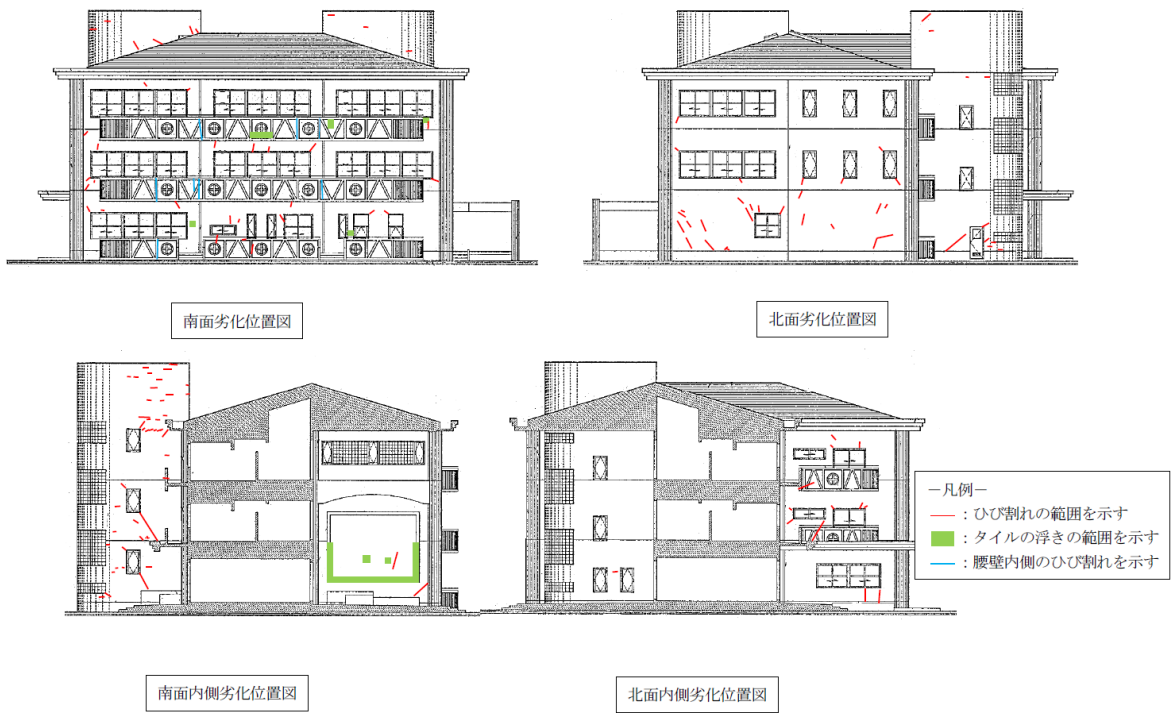 南面劣化位置図
北面劣化位置図
－凡例－
：ひび割れの範囲を示す
：タイルの浮きの範囲を示す
：腰壁内側のひび割れを示す
南面内側劣化位置図
北面内側劣化位置図